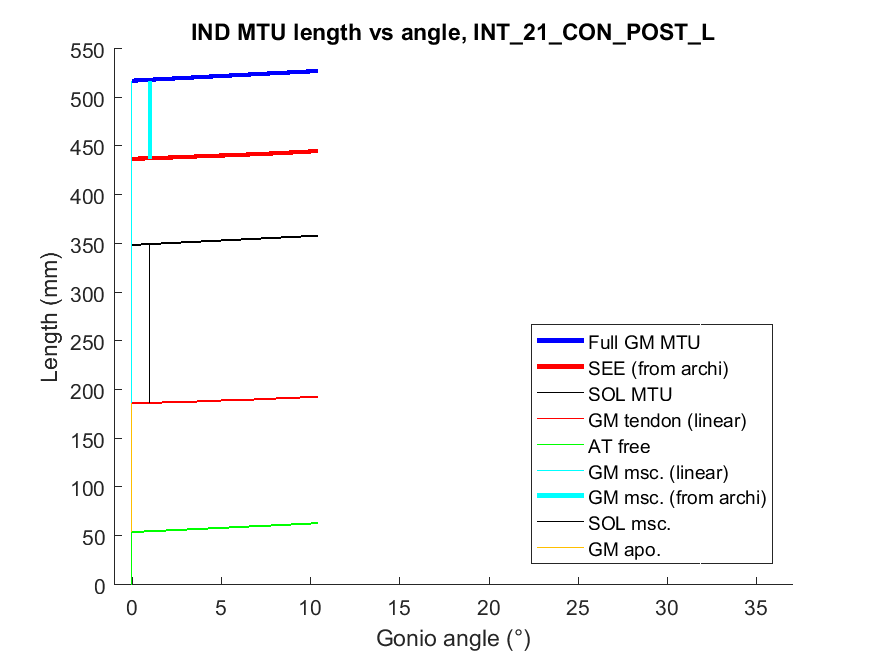 IND MTU length vs angle, INT_21_CON_POST_L
550
500
450
400
350
300
250
200
150
100
50
0
Length (mm)
Full GM MTU
SEE (from archi)
SOL MTU
GM tendon (linear)
AT free
GM msc. (linear)
GM msc. (from archi)
SOL msc.
GM apo.
0 5 10 15 20 25 30 35
Gonio angle (°)